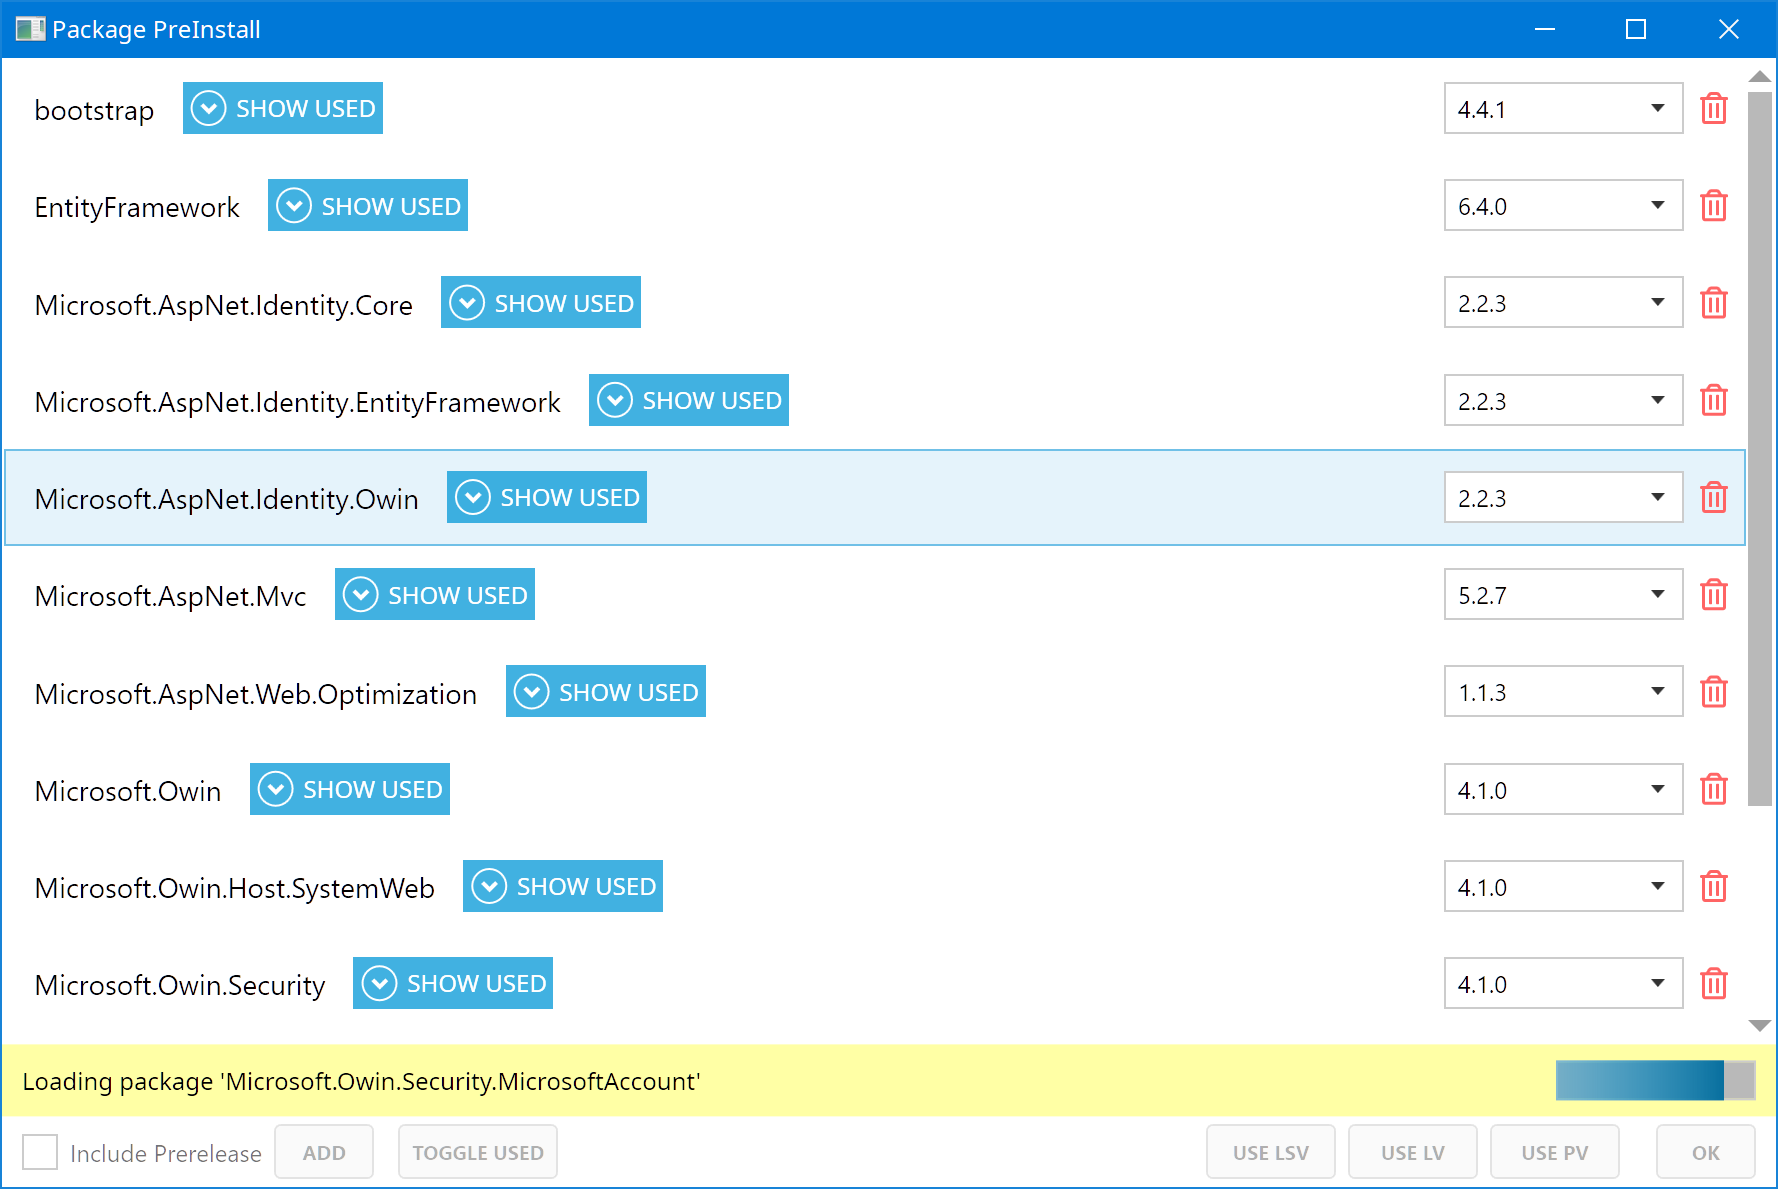 Package PreInstall
bootstrap SHOW USED 4.4.1
EntityFramework SHOW USED 6.4.0
Microsoft.AspNet.Identity.Core SHOW USED 2.2.3
Microsoft.AspNet.Identity.EntityFramework SHOW USED 2.2.3
Microsoft.AspNet.Identity.Owin SHOW USED 2.2.3
Microsoft.AspNet.Mvc SHOW USED 5.2.7
Microsoft.AspNet.Web.Optimization SHOW USED 1.1.3
Microsoft.Owin SHOW USED 4.1.0
Microsoft.Owin.Host.SystemWeb SHOW USED 4.1.0
Microsoft.Owin.Security SHOW USED 4.1.0
Loading package 'Microsoft.Owin.Security.MicrosoftAccount'
Include Prerelease ADD TOGGLE USED USE LSV USE LV USE PV OK